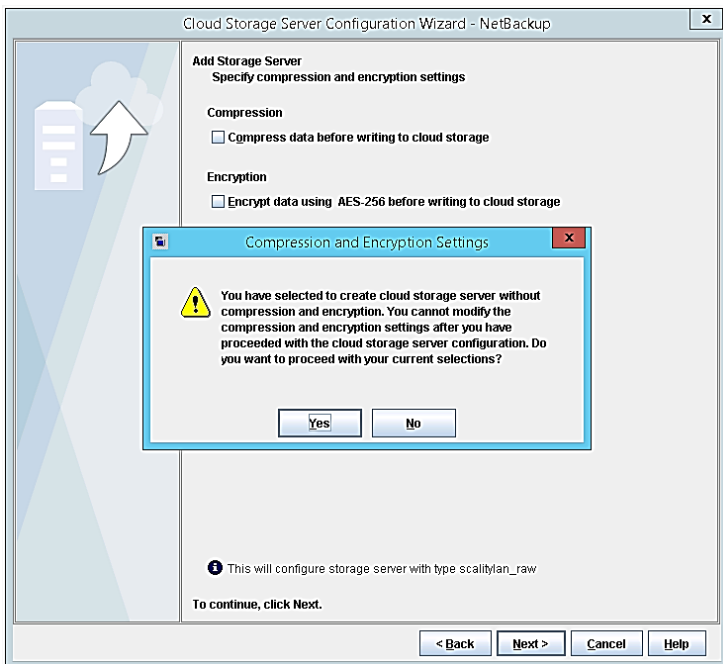 Cloud Storage Server Configuration Wizard - NetBackup
x
Add Storage Server
Specify compression and encryption settings
Compression
Compress data before writing to cloud storage
Encryption
Encrypt data using AES-256 before writing to cloud storage
Compression and Encryption Settings
x
You have selected to create cloud storage server without
compression and encryption. You cannot modify the
compression and encryption settings after you have
proceeded with the cloud storage server configuration. Do
you want to proceed with your current selections?
Yes No
This will configure storage server with type scalitylan_raw
To continue, click Next.
< Back Next > Cancel Help